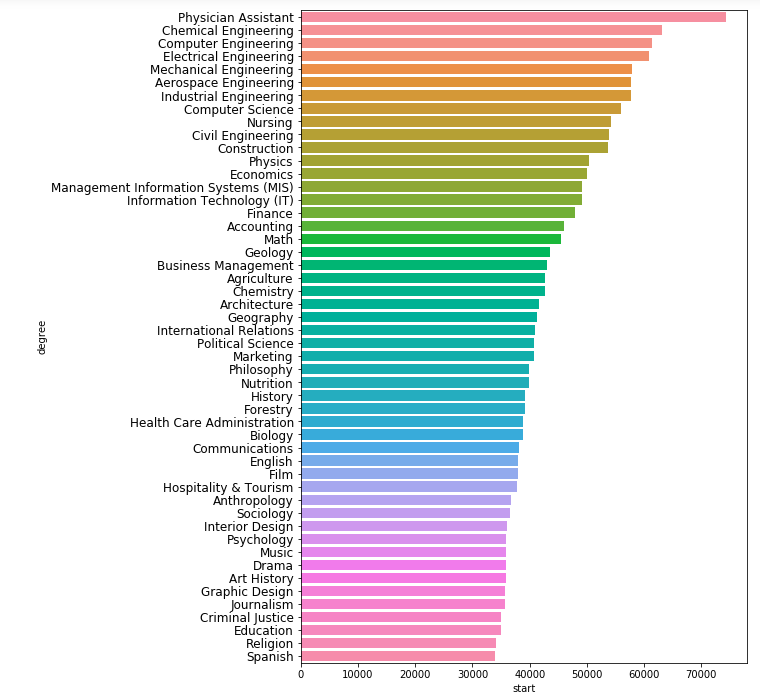 Physician Assistant
Chemical Engineering
Computer Engineering
Electrical Engineering
Mechanical Engineering
Aerospace Engineering
Industrial Engineering
Computer Science
Nursing
Civil Engineering
Construction
Physics
Economics
Management Information Systems (MIS)
Information Technology (IT)
Finance
Accounting
Math
Geology
Business Management
Agriculture
Chemistry
Architecture
Geography
International Relations
Political Science
Marketing
Philosophy
Nutrition
History
Forestry
Health Care Administration
Biology
Communications
English
Film
Hospitality & Tourism
Anthropology
Sociology
Interior Design
Psychology
Music
Drama
Art History
Graphic Design
Journalism
Criminal Justice
Education
Religion
Spanish
degree
0 10000 20000 30000 40000 50000 60000 70000
start